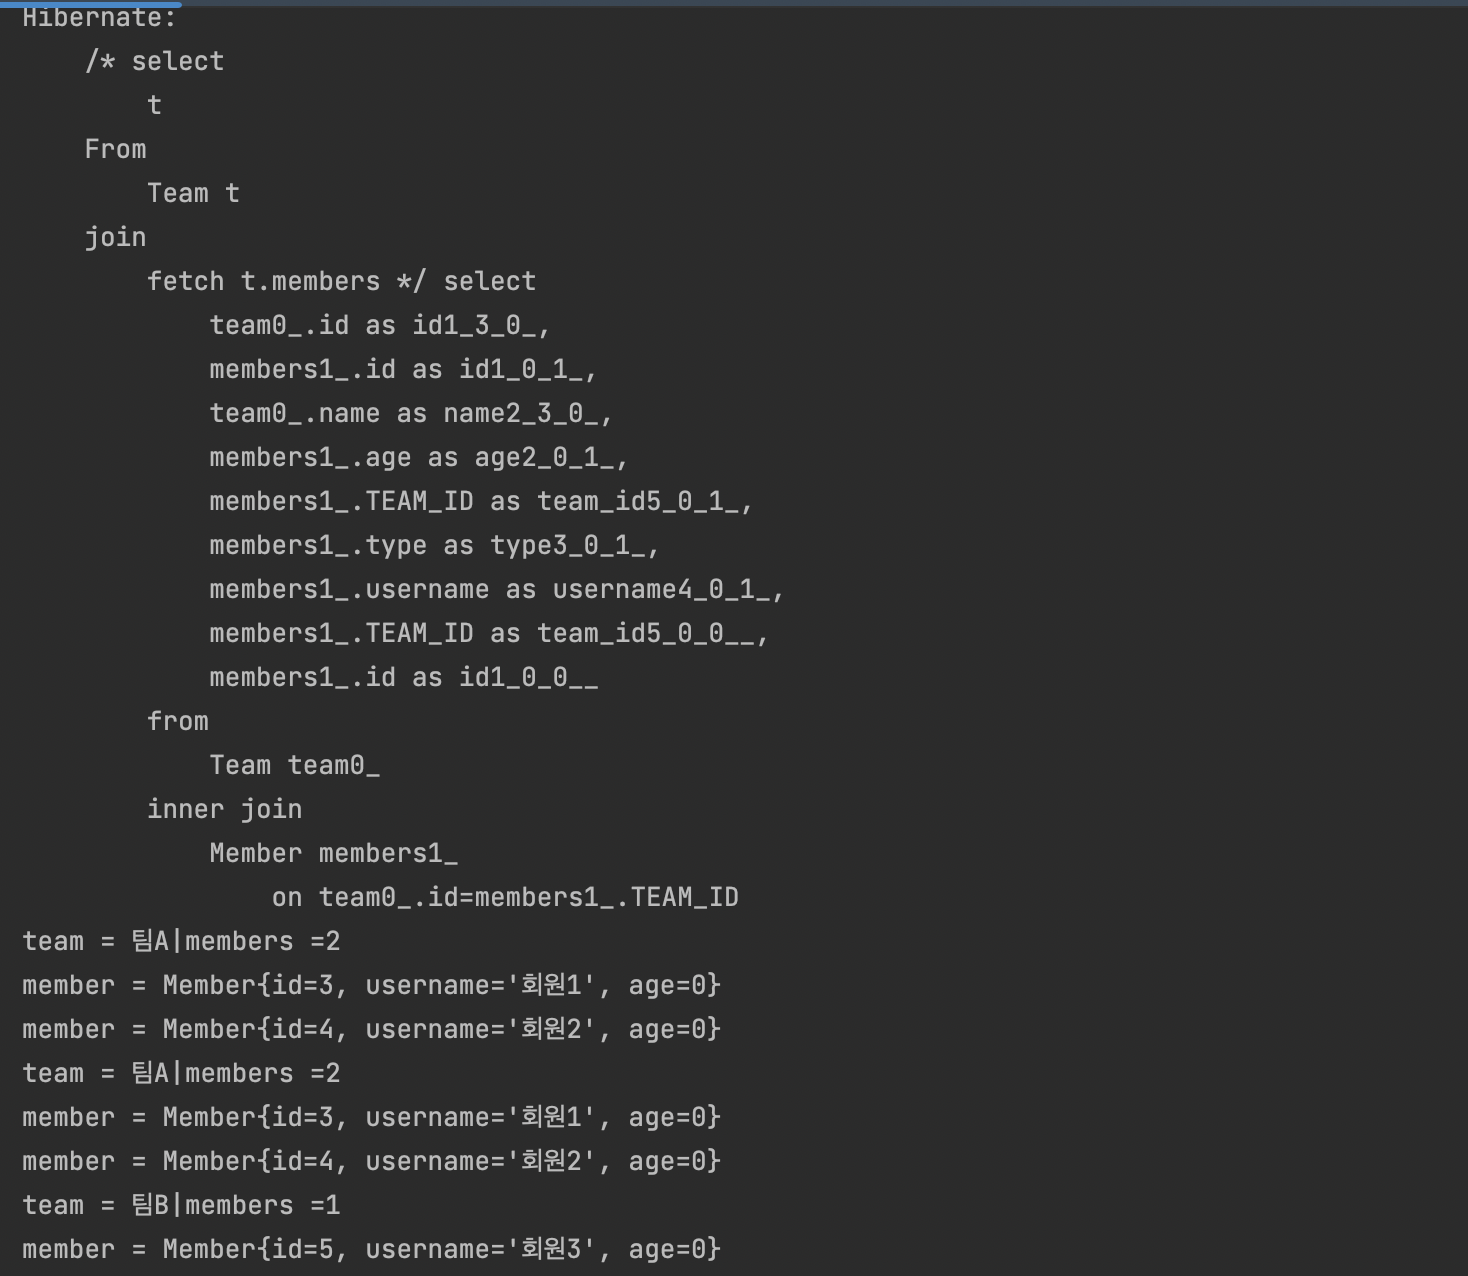 Hibernate:
/* select
t
From
Team t
join
fetch t.members */ select
team0_.id as id1_3_0_,
members1_.id as id1_0_1_,
team0_.name as name2_3_0_,
members1_.age as age2_0_1_,
members1_.TEAM_ID as team_id5_0_1_,
members1_.type as type3_0_1_,
members1_.username as username4_0_1_,
members1_.TEAM_ID as team_id5_0_0__,
members1_.id as id1_0_0__
from
Team team0_
inner join
Member members1_
on team0_.id=members1_.TEAM_ID
team = 팀A|members =2
member = Member{id=3, username='회원1', age=0}
member = Member{id=4, username='회원2', age=0}
team = 팀A|members =2
member = Member{id=3, username='회원1', age=0}
member = Member{id=4, username='회원2', age=0}
team = 팀B|members =1
member = Member{id=5, username='회원3', age=0}